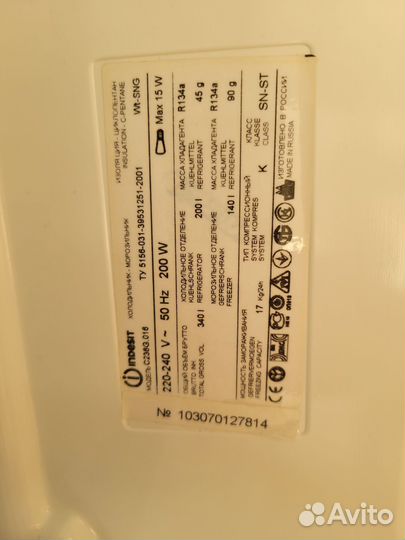 INDESIT
ХОЛОДИЛЬНИК - МОРОЗИЛЬНИК
ИЗОЛЯЦИЯ - ЦИКЛОПЕНТАН
INSULATION - C-PENTANE
МОДЕЛЬ C236G.016
ТУ 5156-031-39531251-2001
Wt-SNG
220-240 V ~ 50 Hz 200 W
Max 15 W
ОБЩИЙ ОБЪЕМ БРУТТО
BRUTTO INH.
TOTAL GROSS VOL
340 l
ХОЛОДИЛЬНОЕ ОТДЕЛЕНИЕ
KUEHLSCHRANK
REFRIGERATOR
200 l
МАССА ХЛАДАГЕНТА
KUEHLMITTEL
REFRIGERANT
R134a
45 g
МОРОЗИЛЬНОЕ ОТДЕЛЕНИЕ
GEFRIERSCHRANK
FREEZER
140 l
МАССА ХЛАДАГЕНТА
KUEHLMITTEL
REFRIGERANT
R134a
90 g
МОЩНОСТЬ ЗАМОРАЖИВАНИЯ
GEFRIERVERMOEGEN
FREEZING CAPACITY
17 Kg/24h
ТИП КОМПРЕССИОННЫЙ
SYSTEM KOMPRES
SYSTEM
K
КЛАСС
KLASSE
CLASS
SN-ST
CE
ИЗГОТОВЛЕНО В РОССИИ
MADE IN RUSSIA
№ 103070127814
Avito